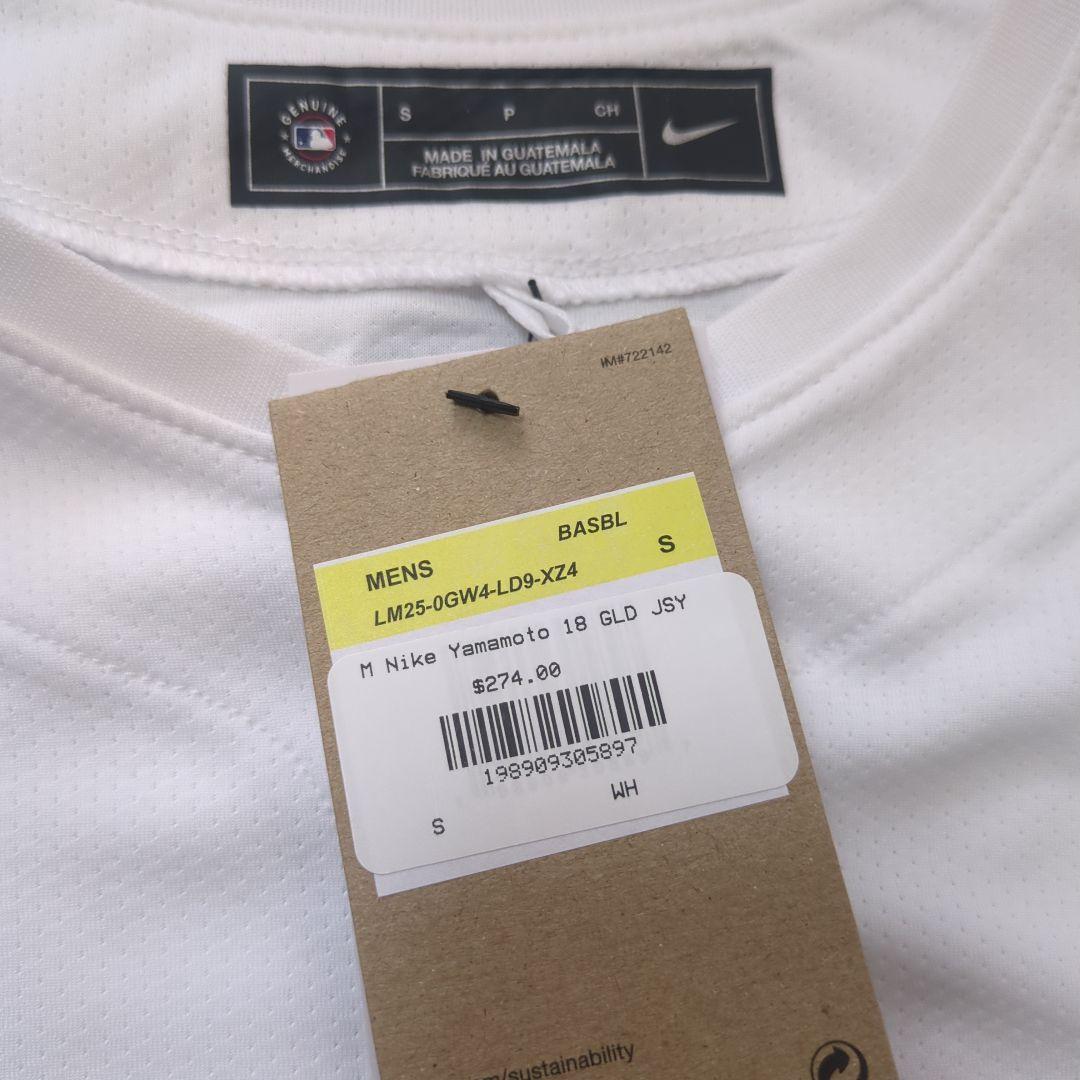 GENUINE
MERCHANDISE
S P CH
MADE IN GUATEMALA
FABRIQUÉ AU GUATEMALA
IM#722142
BASBL
MENS S
LM25-0GW4-LD9-XZ4
M Nike Yamamoto 18 GLD JSY
$274.00
198909305897
S WH
/sustainability